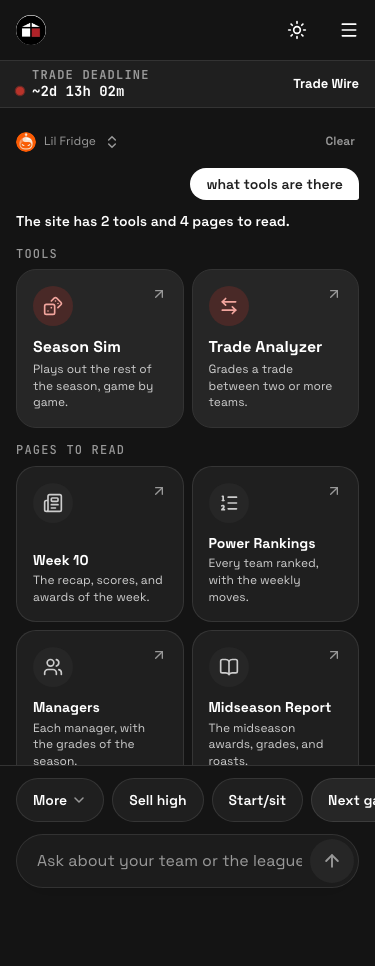 TRADE DEADLINE
~2d 13h 02m
Trade Wire
Lil Fridge
Clear
what tools are there
The site has 2 tools and 4 pages to read.
TOOLS
Season Sim
Plays out the rest of
the season, game by
game.
Trade Analyzer
Grades a trade
between two or more
teams.
PAGES TO READ
Week 10
The recap, scores, and
awards of the week.
Power Rankings
Every team ranked,
with the weekly
moves.
Managers
Each manager, with
the grades of the
season.
Midseason Report
The midseason
awards, grades, and
roasts.
More
Sell high
Start/sit
Next ga
Ask about your team or the league